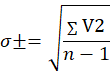 σ±= √(∑ V2 / (n − 1))